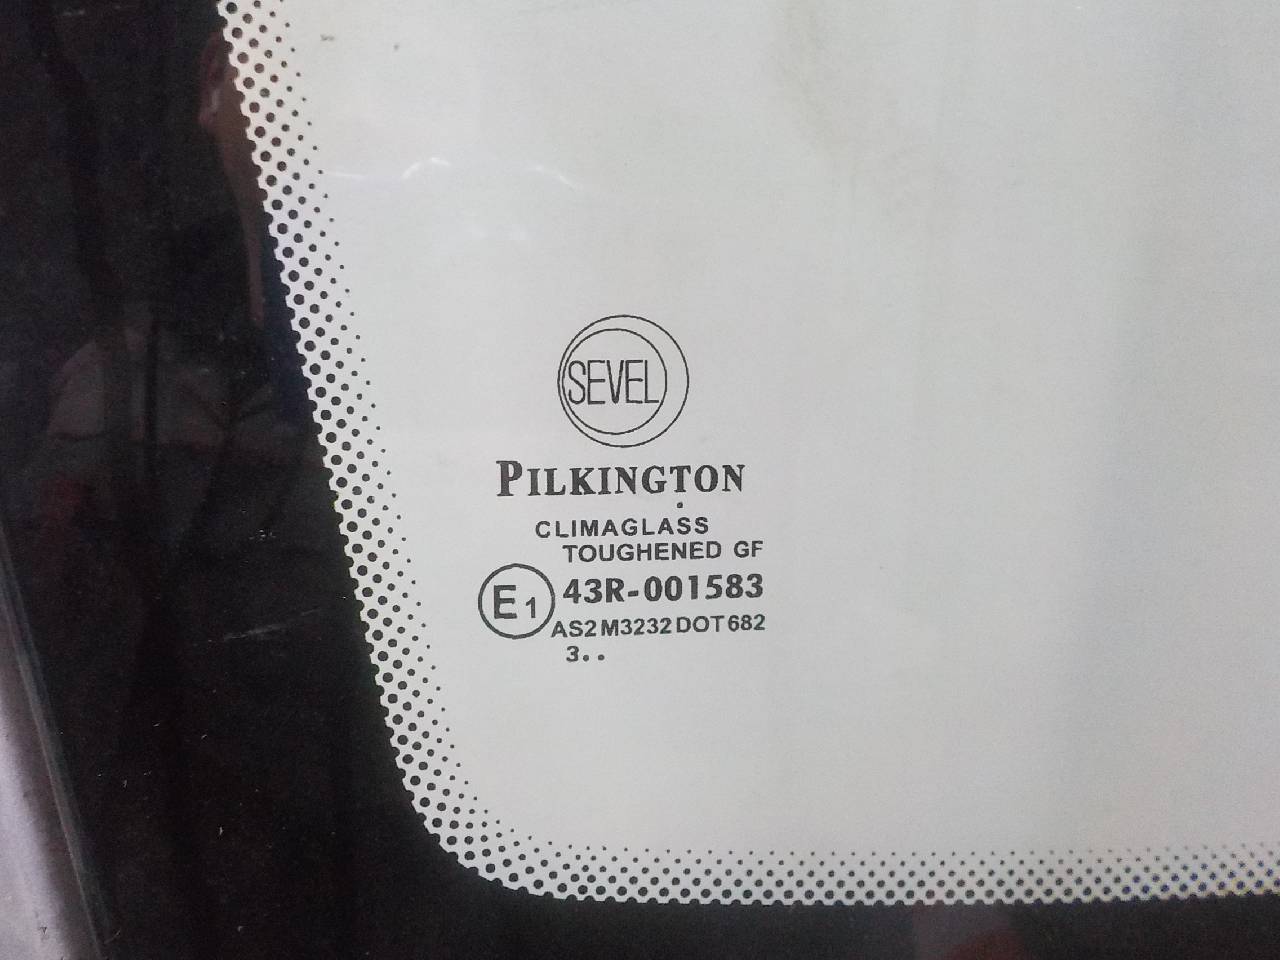 SEVEL
PILKINGTON
CLIMAGLASS
TOUGHENED GF
E1 43R-001583
AS2 M3232 DOT 682
3..